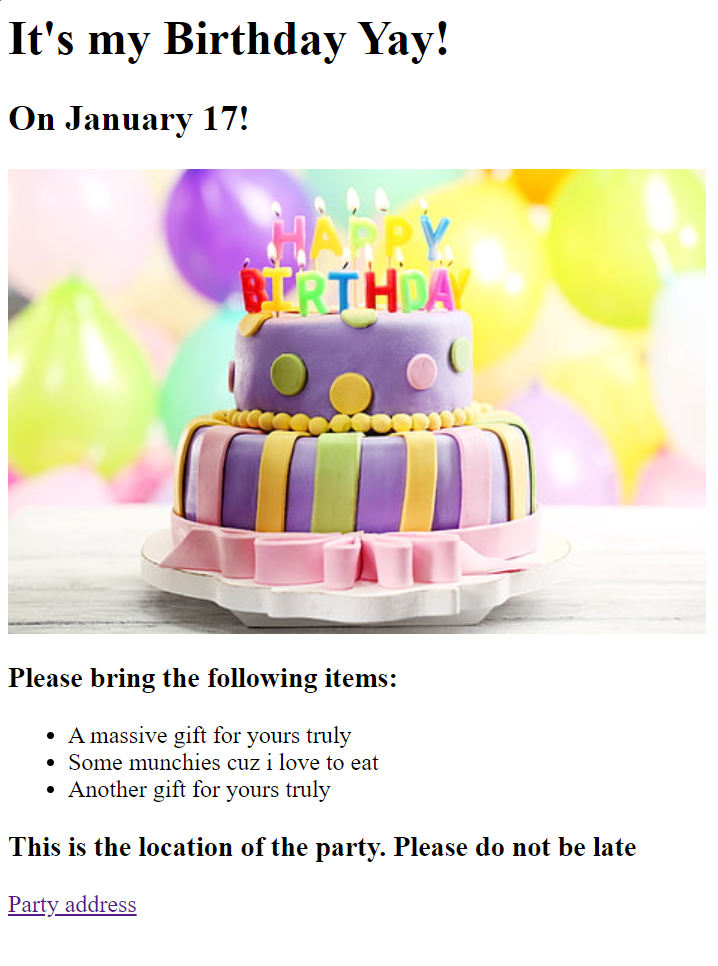 It's my Birthday Yay!
On January 17!
HAPPY
BIRTHDAY
Please bring the following items:
A massive gift for yours truly
Some munchies cuz i love to eat
Another gift for yours truly
This is the location of the party. Please do not be late
Party address